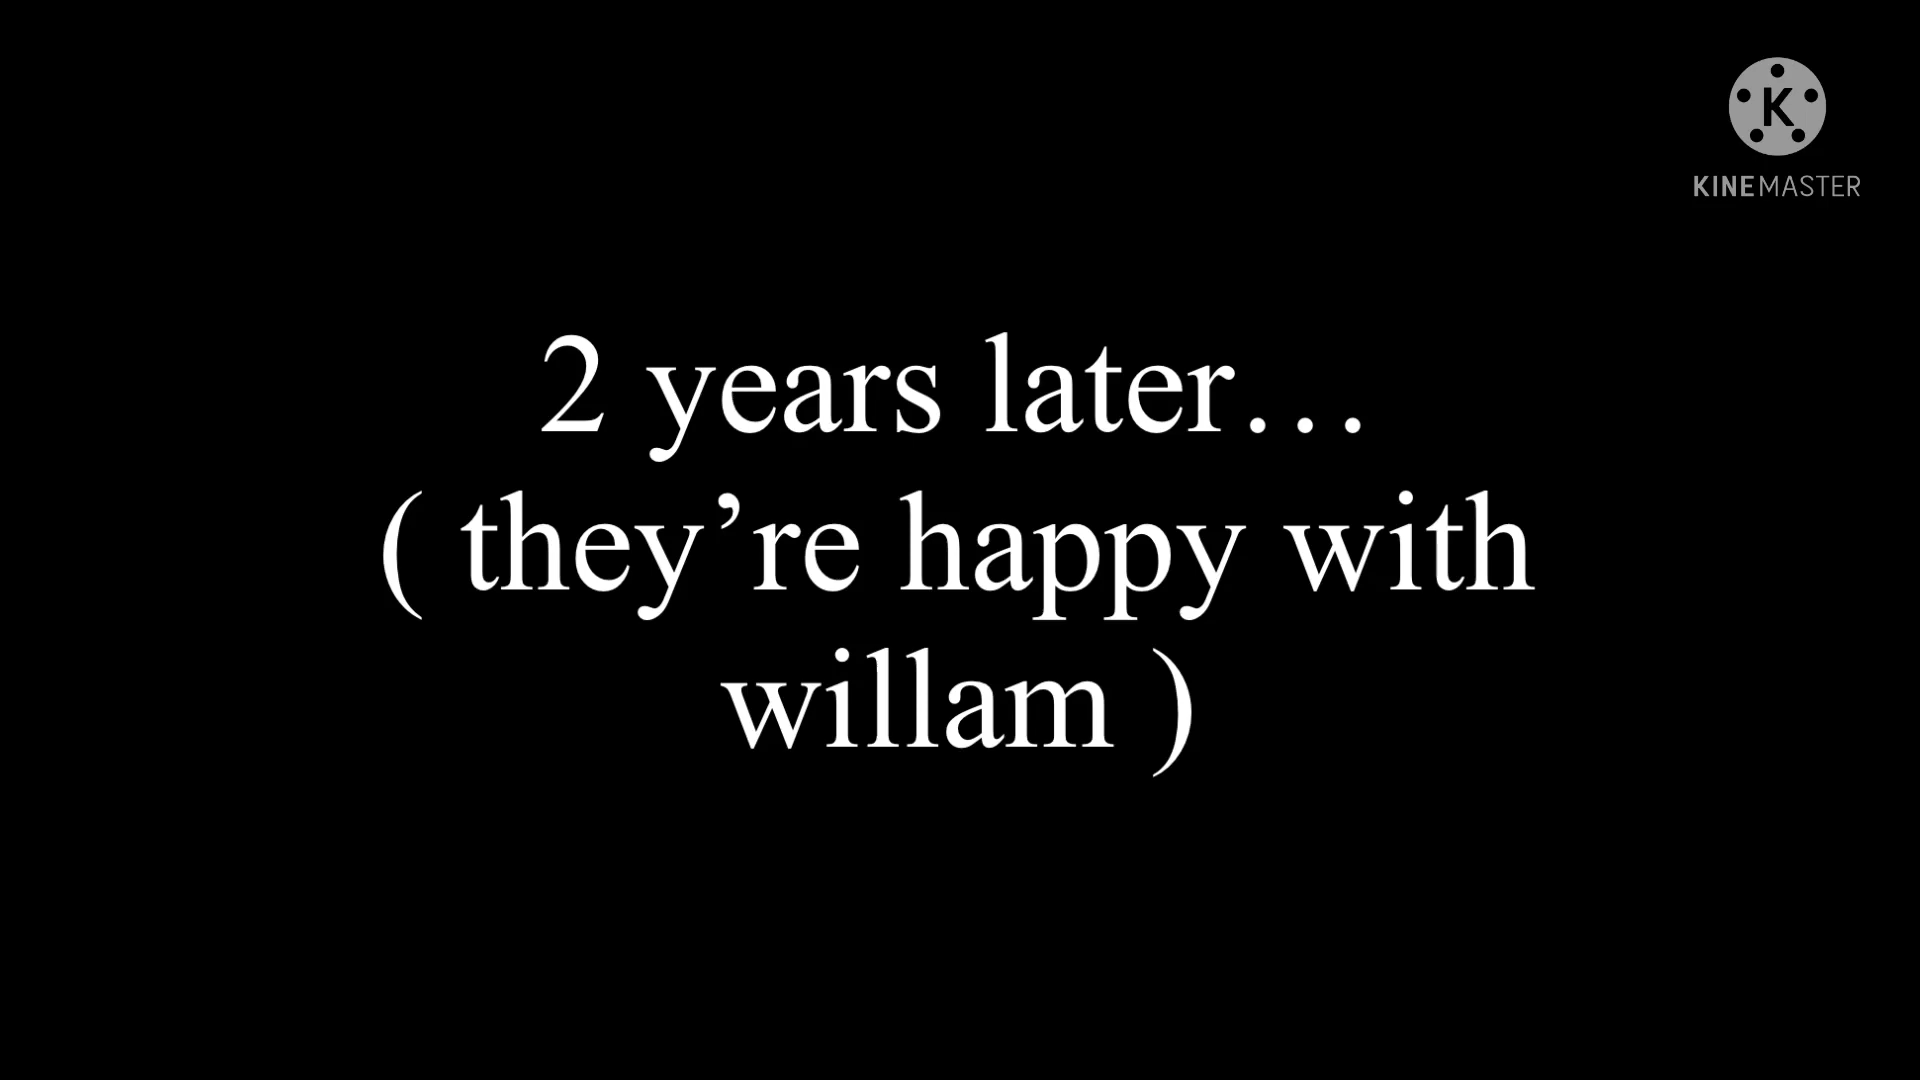 K
KINEMASTER
2 years later…
( they’re happy with
willam )